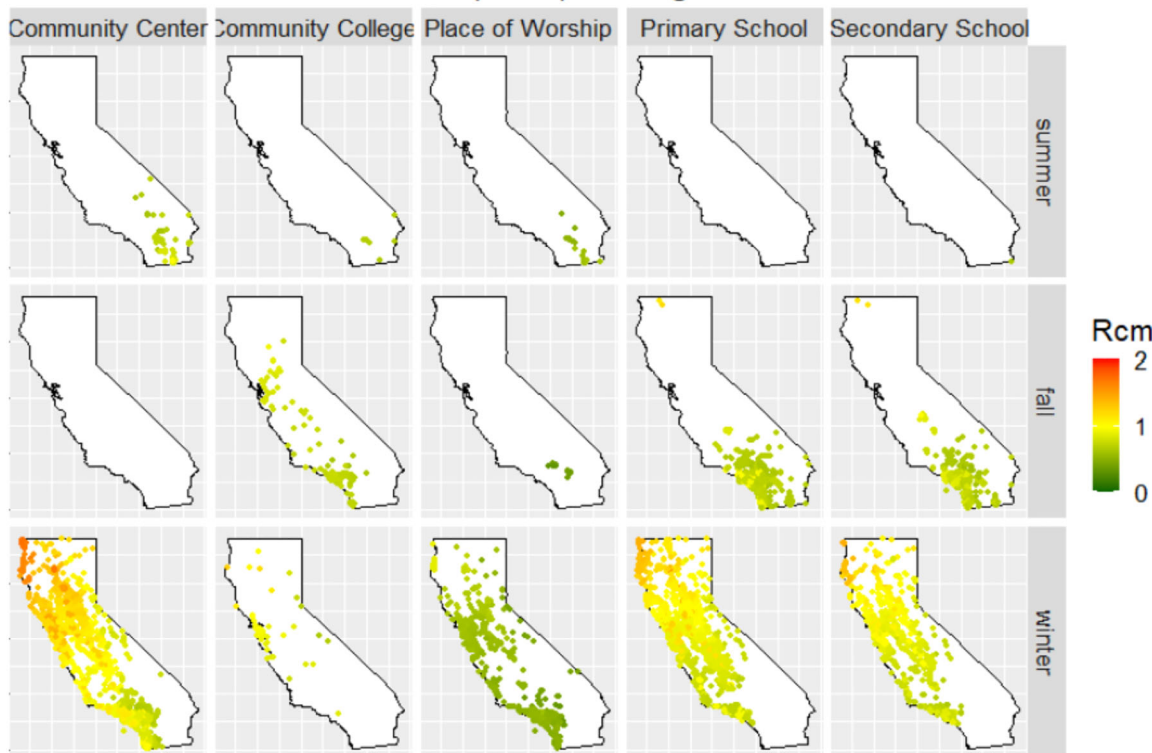 Community Center Community College Place of Worship Primary School Secondary School
summer
fall
winter
Rcm
2
1
0